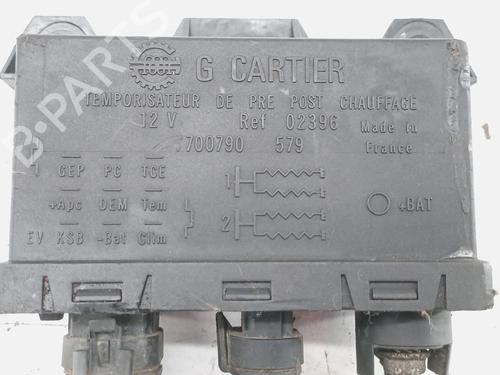 G CARTIER
TEMPORISATEUR DE PRE POST CHAUFFAGE
12 V Ref 02396 Made in
700790 579 France
GEP PC TCE
1
+Apc DEM Tem
+BAT
2
EV KSB -Bat Clim
B-PARTS